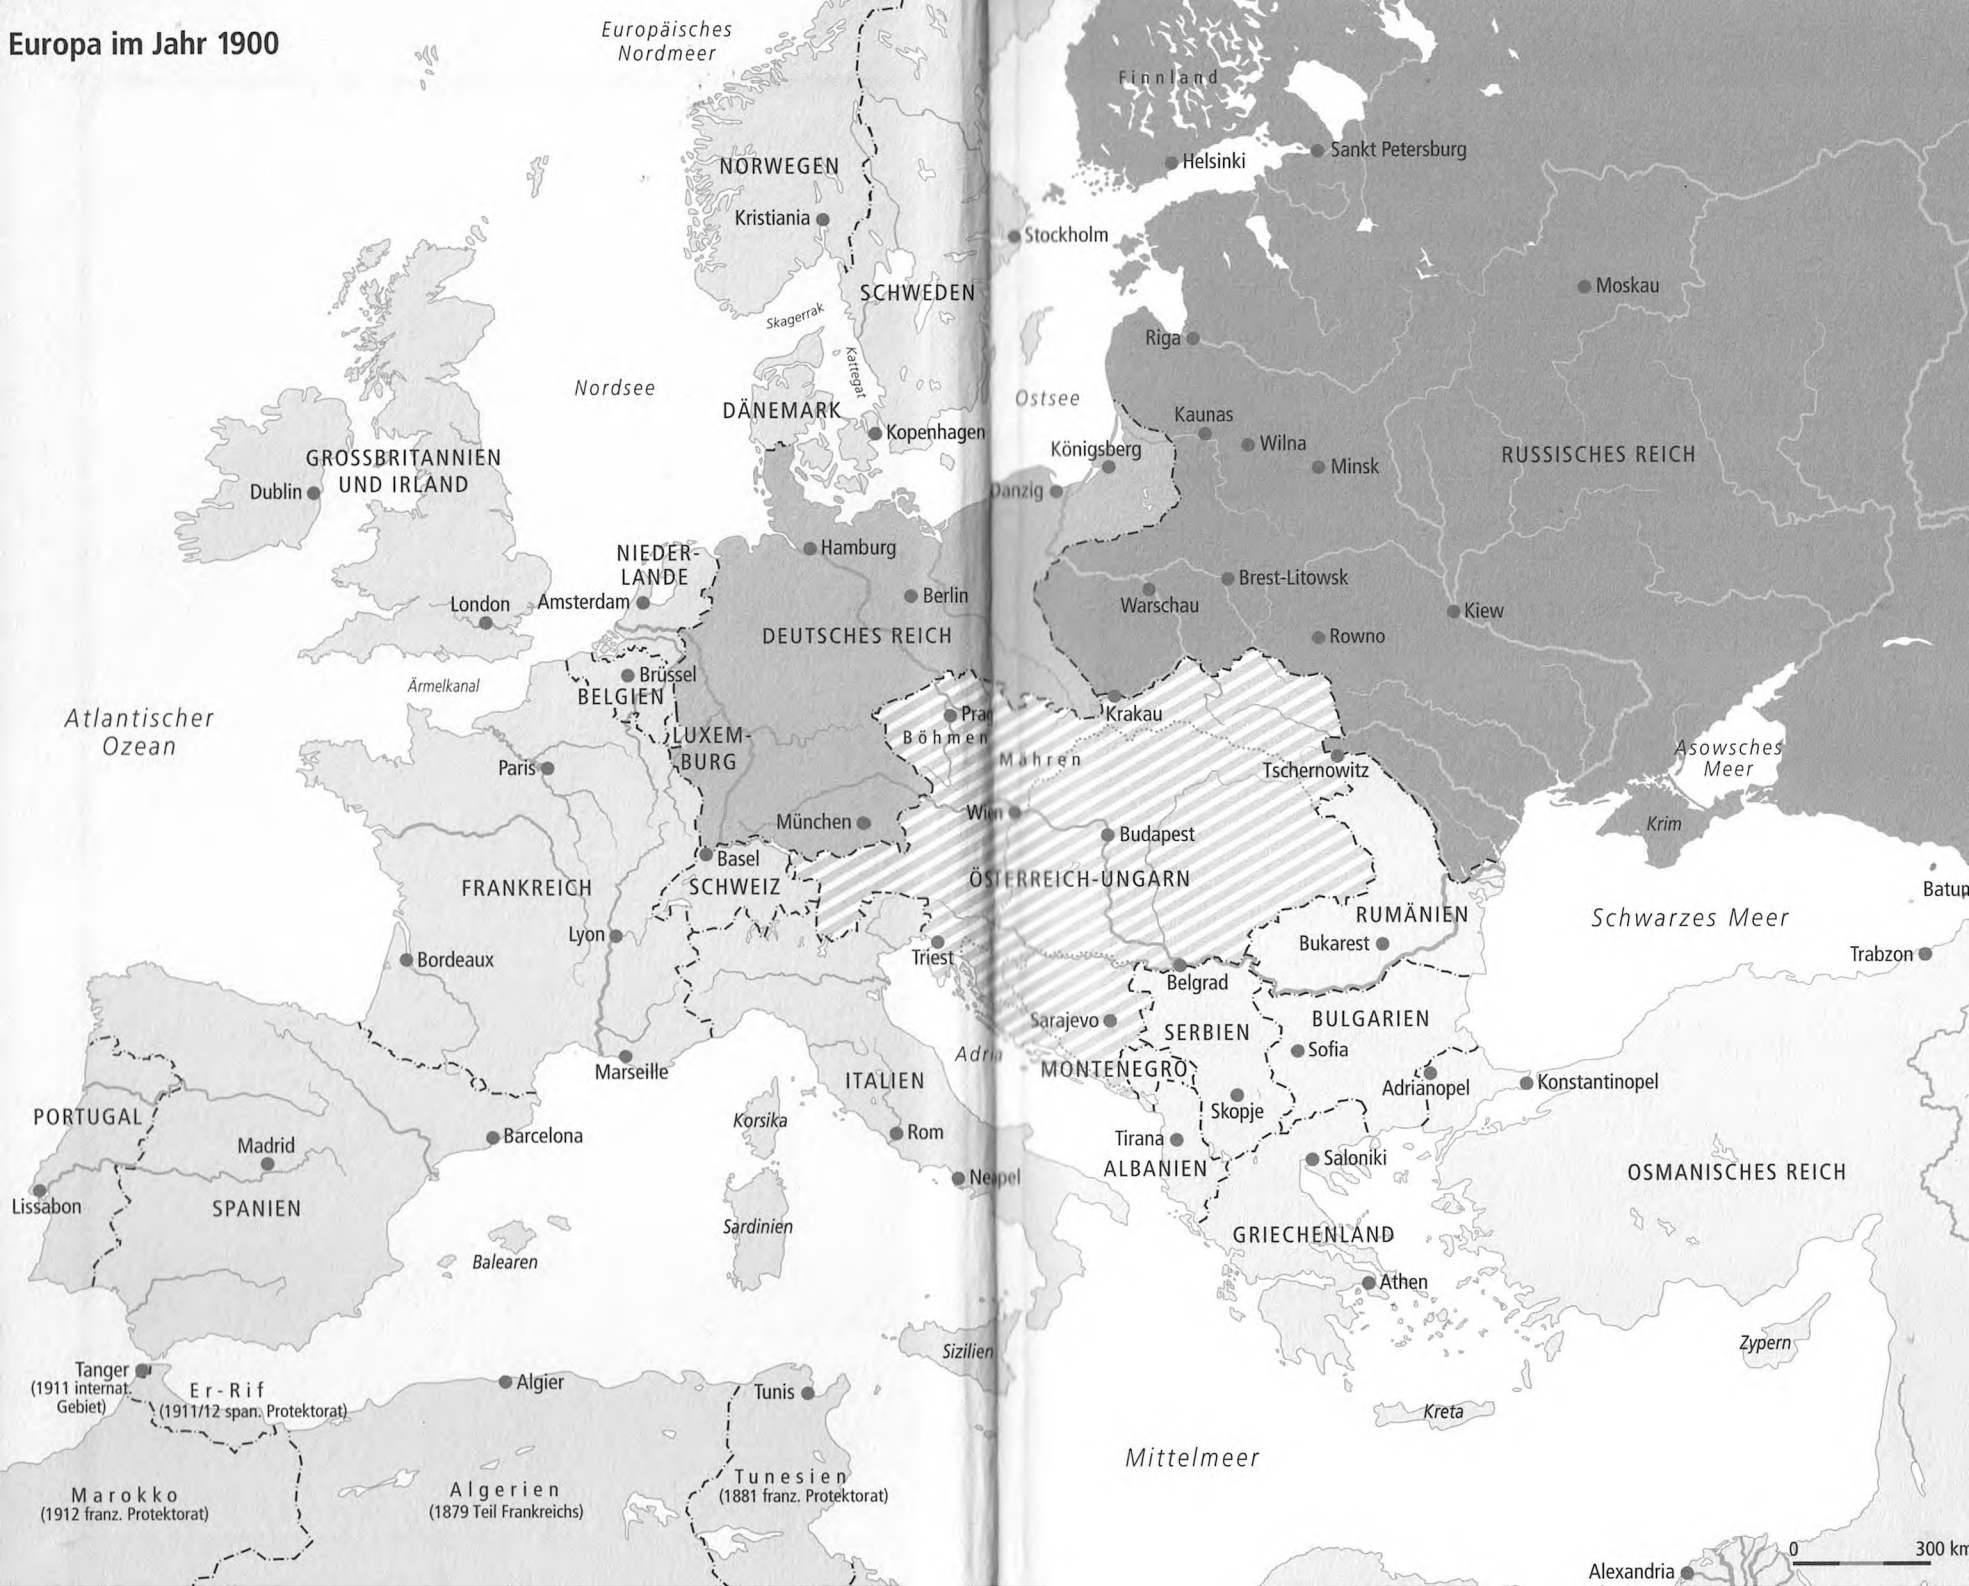 Europa im Jahr 1900
Europäisches
Nordmeer
Finnland
NORWEGEN
Helsinki
Sankt Petersburg
Kristiania
Stockholm
SCHWEDEN
Moskau
Skagerrak
Riga
Kattegat
Nordsee
Ostsee
DÄNEMARK
Kaunas
Kopenhagen
Wilna
Königsberg
Minsk
RUSSISCHES REICH
GROSSBRITANNIEN
UND IRLAND
Dublin
Danzig
Hamburg
NIEDER-
LANDE
Berlin
Brest-Litowsk
London
Amsterdam
Warschau
Kiew
DEUTSCHES REICH
Rowno
Brüssel
BELGIEN
Ärmelkanal
Atlantischer
Ozean
Prag
Krakau
Böhmen
LUXEM-
BURG
Mähren
Asowsches
Meer
Paris
Tschernowitz
Wien
München
Budapest
Krim
Basel
SCHWEIZ
FRANKREICH
ÖSTERREICH-UNGARN
Batum
RUMÄNIEN
Schwarzes Meer
Lyon
Bukarest
Bordeaux
Triest
Trabzon
Belgrad
Sarajevo
SERBIEN
BULGARIEN
Sofia
Adria
MONTENEGRO
Marseille
ITALIEN
Adrianopel
Konstantinopel
PORTUGAL
Korsika
Skopje
Madrid
Barcelona
Rom
Tirana
ALBANIEN
Saloniki
OSMANISCHES REICH
Neapel
Lissabon
SPANIEN
Sardinien
GRIECHENLAND
Balearen
Athen
Zypern
Sizilien
Tanger
(1911 internat.
Gebiet)
Er-Rif
(1911/12 span. Protektorat)
Algier
Tunis
Kreta
Mittelmeer
Marokko
(1912 franz. Protektorat)
Algerien
(1879 Teil Frankreichs)
Tunesien
(1881 franz. Protektorat)
0 300 km
Alexandria